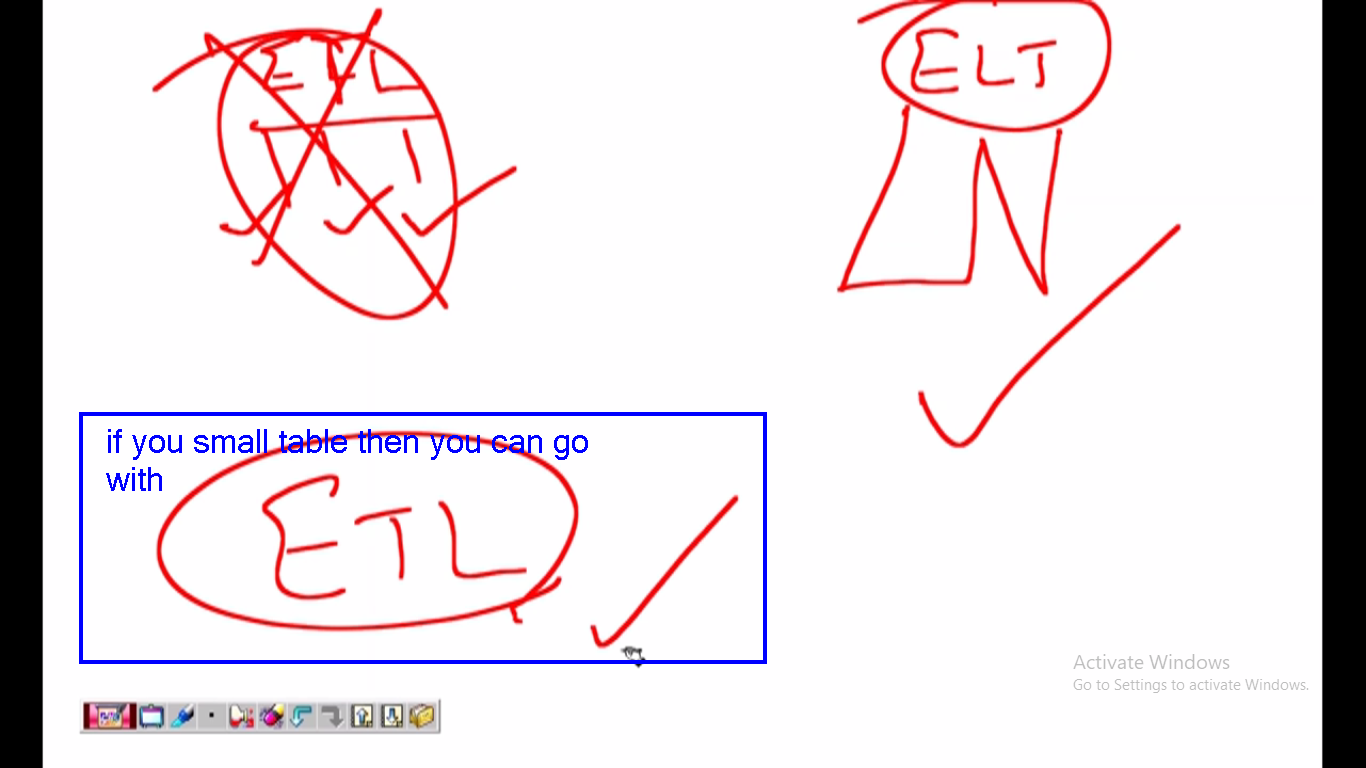 ETL
ELT
if you small table then you can go
with
ETL
Activate Windows
Go to Settings to activate Windows.